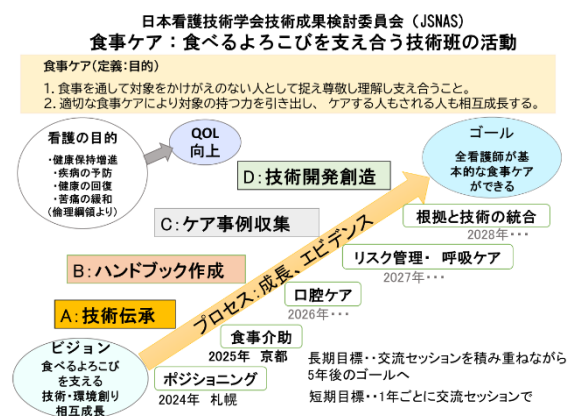 日本看護技術学会技術成果検討委員会（JSNAS）
食事ケア：食べるよろこびを支え合う技術班の活動
食事ケア（定義：目的）
1. 食事を通して対象をかけがえのない人として捉え尊敬し理解し支え合うこと。
2. 適切な食事ケアにより対象の持つ力を引き出し、ケアする人もされる人も相互成長する。
看護の目的
・健康保持増進
・疾病の予防
・健康の回復
・苦痛の緩和
（倫理綱領より）
QOL
向上
ゴール
全看護師が基
本的な食事ケア
ができる
D：技術開発創造
C：ケア事例収集
B：ハンドブック作成
A：技術伝承
プロセス：成長、エビデンス
根拠と技術の統合
2028年・・・
リスク管理・ 呼吸ケア
2027年・・・
口腔ケア
2026年・・・
食事介助
2025年 京都
ポジショニング
2024年 札幌
ビジョン
食べるよろこび
を支える
技術・環境創り
相互成長
長期目標・・交流セッションを積み重ねながら
5年後のゴールへ
短期目標・・1年ごとに交流セッションで